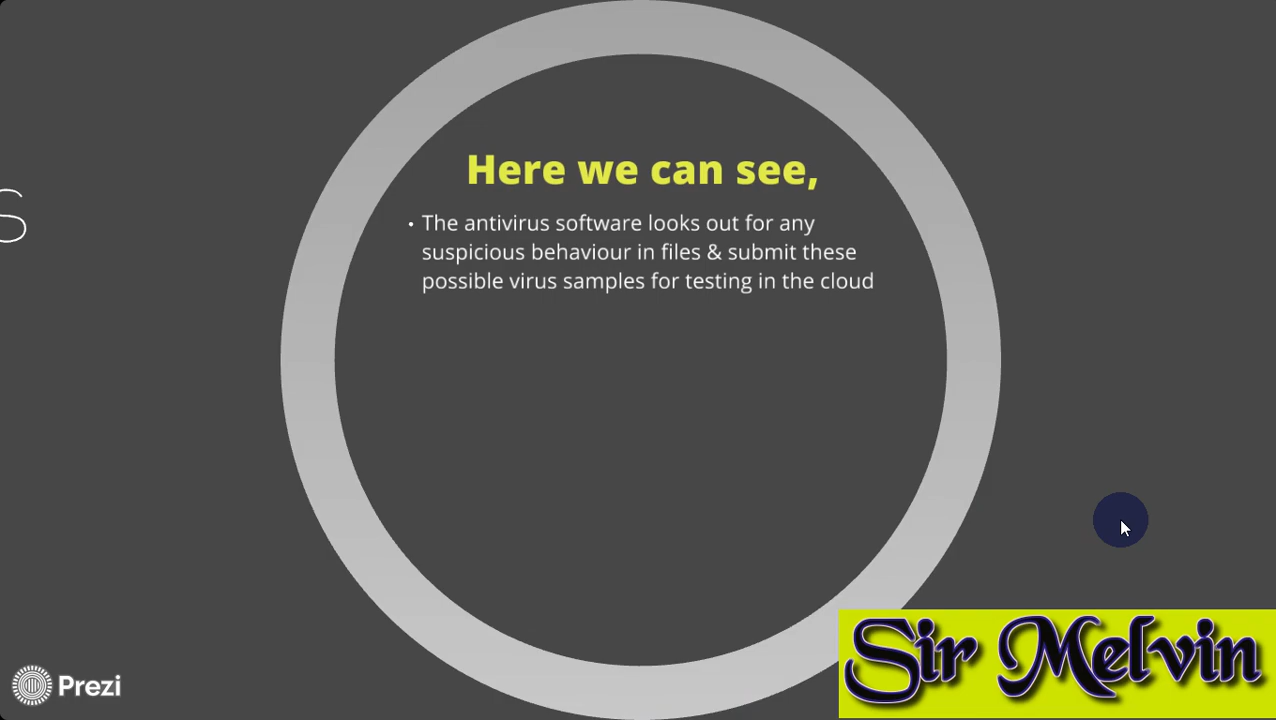 S
Here we can see,
• The antivirus software looks out for any
suspicious behaviour in files & submit these
possible virus samples for testing in the cloud
Prezi
Sir Melvin